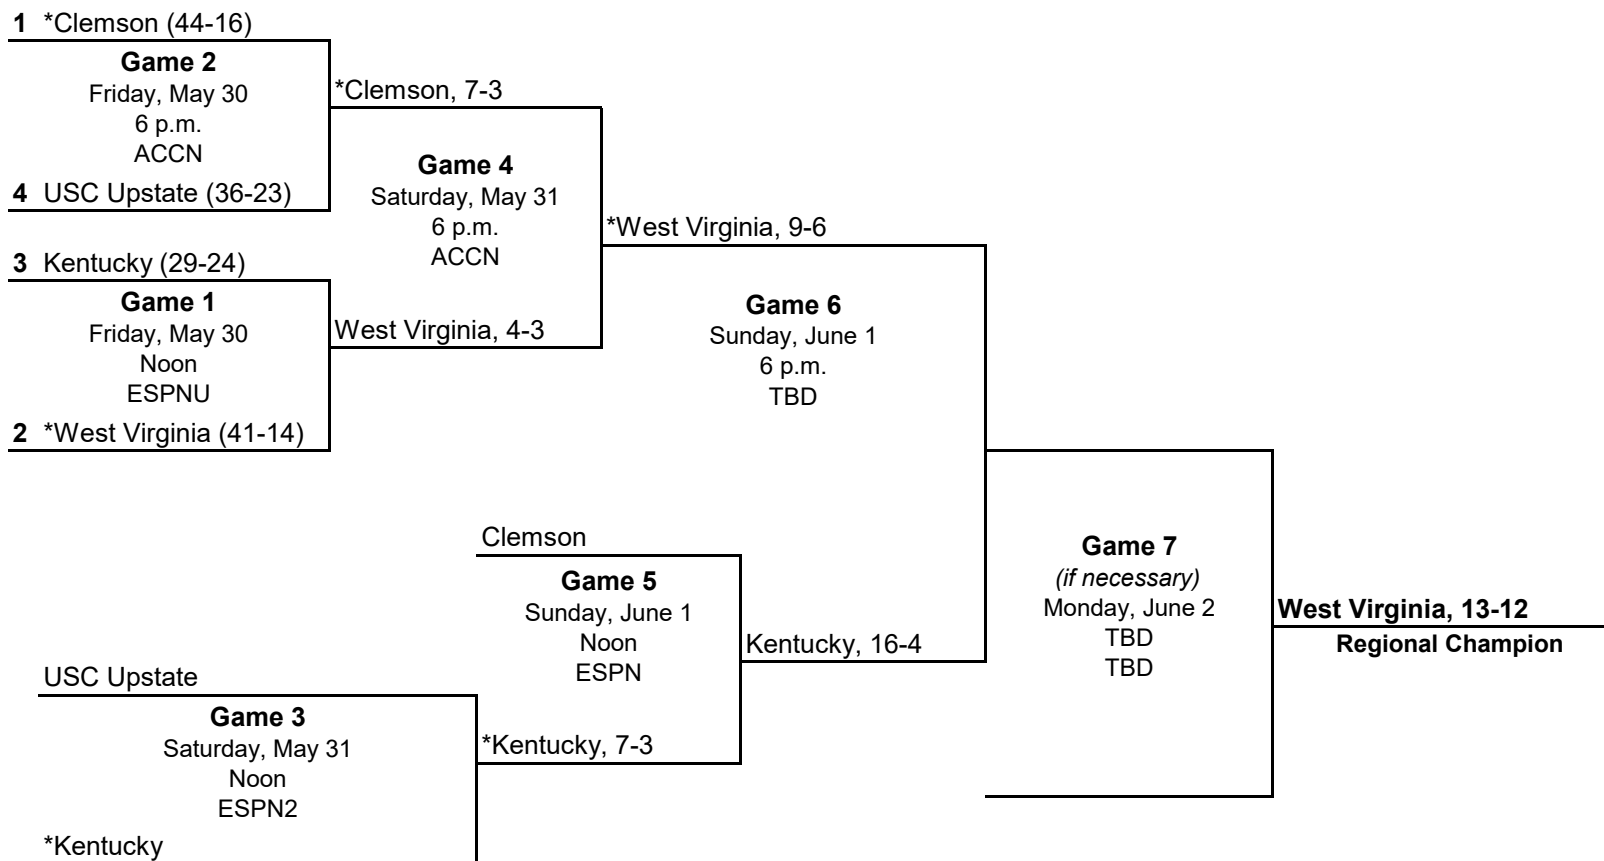 1 *Clemson (44-16)
Game 2
Friday, May 30
6 p.m.
ACCN
4 USC Upstate (36-23)
*Clemson, 7-3
3 Kentucky (29-24)
Game 1
Friday, May 30
Noon
ESPNU
2 *West Virginia (41-14)
West Virginia, 4-3
Game 4
Saturday, May 31
6 p.m.
ACCN
*West Virginia, 9-6
Game 6
Sunday, June 1
6 p.m.
TBD
Clemson
Game 5
Sunday, June 1
Noon
ESPN
Kentucky, 16-4
USC Upstate
Game 3
Saturday, May 31
Noon
ESPN2
*Kentucky
*Kentucky, 7-3
Game 7
(if necessary)
Monday, June 2
TBD
TBD
West Virginia, 13-12
Regional Champion